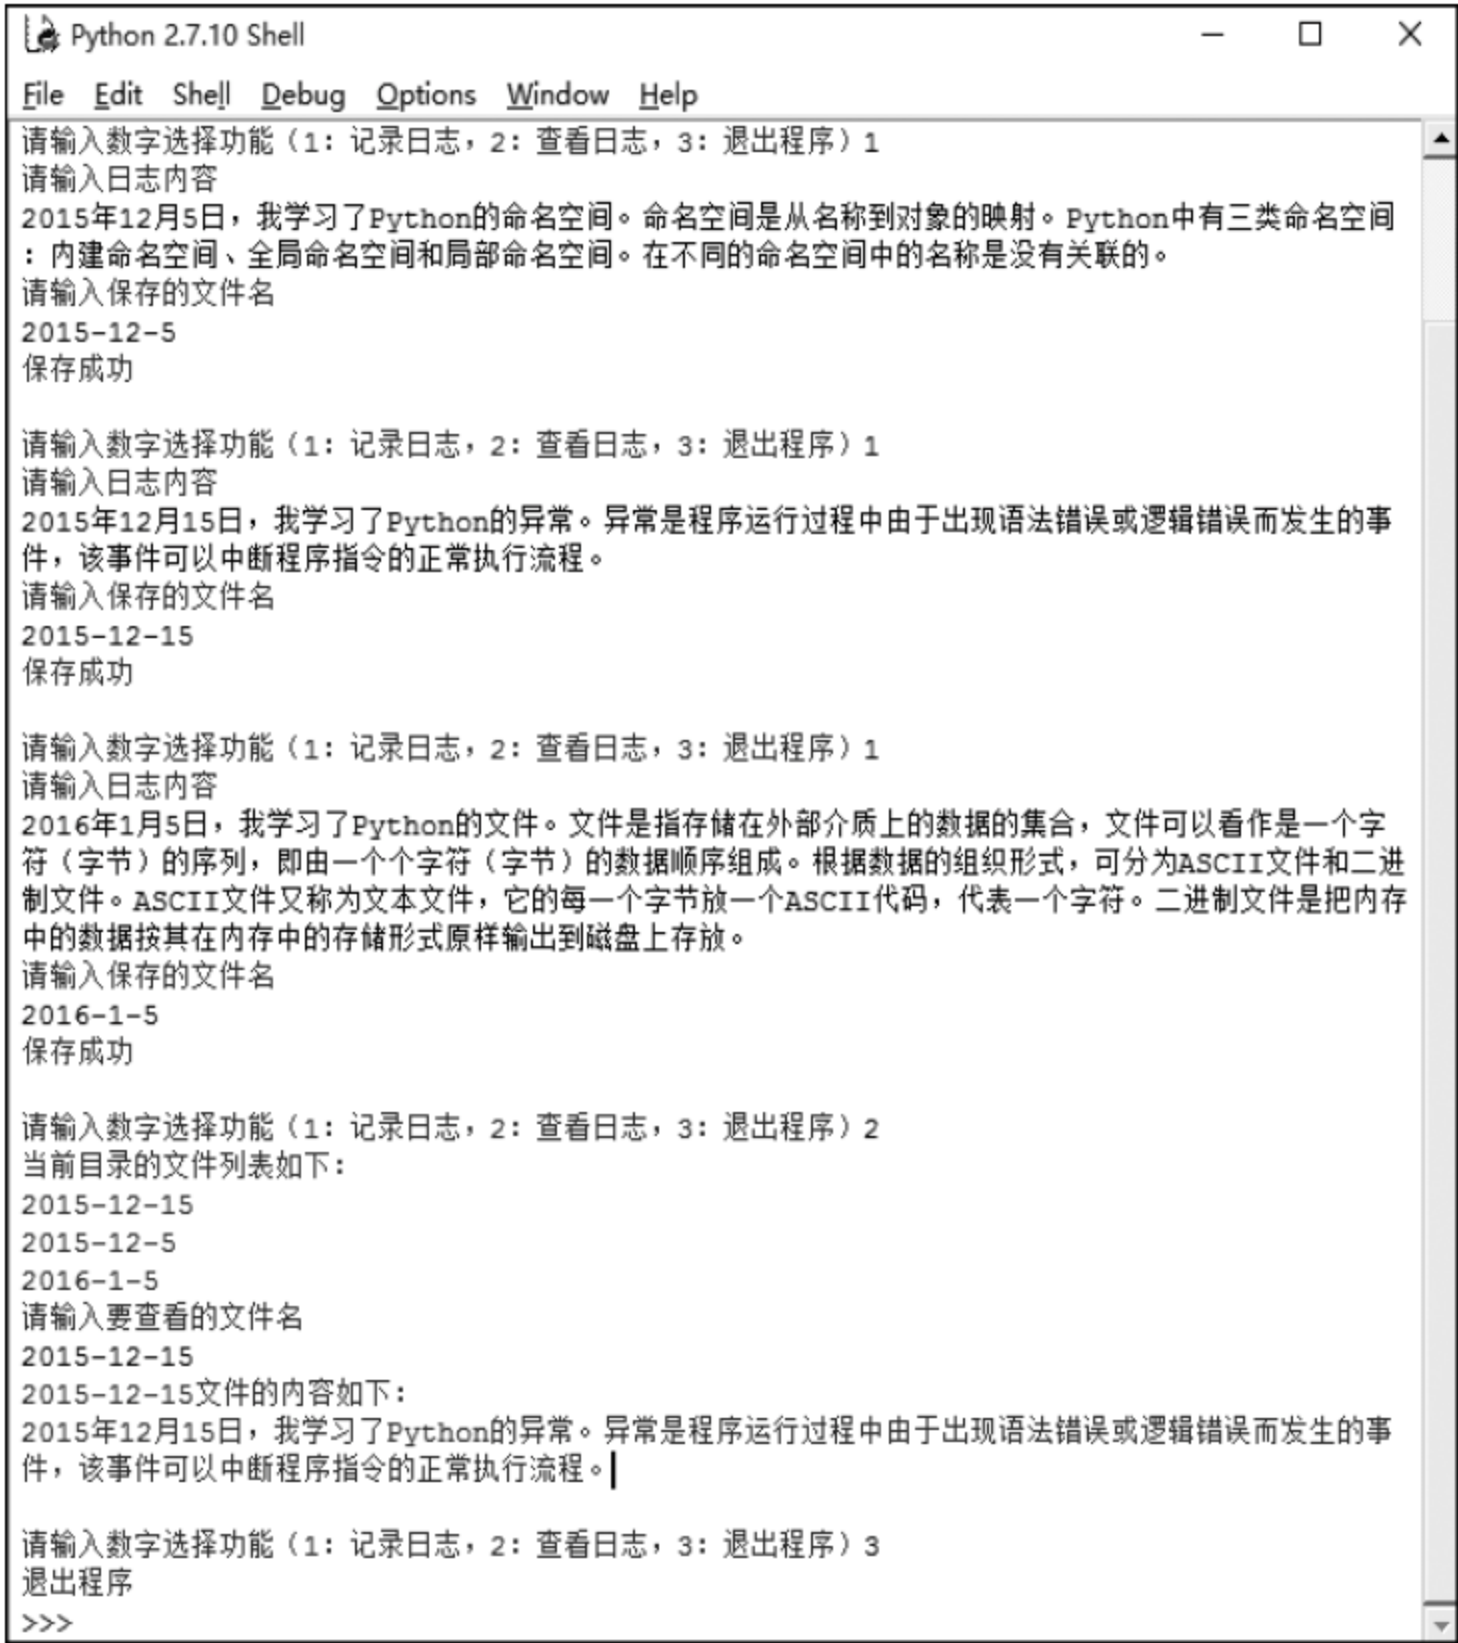 Python 2.7.10 Shell
File Edit Shell Debug Options Window Help
请输入数字选择功能（1：记录日志，2：查看日志，3：退出程序）1
请输入日志内容
2015年12月5日，我学习了Python的命名空间。命名空间是从名称到对象的映射。Python中有三类命名空间
：内建命名空间、全局命名空间和局部命名空间。在不同的命名空间中的名称是没有关联的。
请输入保存的文件名
2015-12-5
保存成功
请输入数字选择功能（1：记录日志，2：查看日志，3：退出程序）1
请输入日志内容
2015年12月15日，我学习了Python的异常。异常是程序运行过程中由于出现语法错误或逻辑错误而发生的事
件，该事件可以中断程序指令的正常执行流程。
请输入保存的文件名
2015-12-15
保存成功
请输入数字选择功能（1：记录日志，2：查看日志，3：退出程序）1
请输入日志内容
2016年1月5日，我学习了Python的文件。文件是指存储在外部介质上的数据的集合，文件可以看作是一个字
符（字节）的序列，即由一个个字符（字节）的数据顺序组成。根据数据的组织形式，可分为ASCII文件和二进
制文件。ASCII文件又称为文本文件，它的每一个字节放一个ASCII代码，代表一个字符。二进制文件是把内存
中的数据按其在内存中的存储形式原样输出到磁盘上存放。
请输入保存的文件名
2016-1-5
保存成功
请输入数字选择功能（1：记录日志，2：查看日志，3：退出程序）2
当前目录的文件列表如下：
2015-12-15
2015-12-5
2016-1-5
请输入要查看的文件名
2015-12-15
2015-12-15文件的内容如下：
2015年12月15日，我学习了Python的异常。异常是程序运行过程中由于出现语法错误或逻辑错误而发生的事
件，该事件可以中断程序指令的正常执行流程。
请输入数字选择功能（1：记录日志，2：查看日志，3：退出程序）3
退出程序
>>>